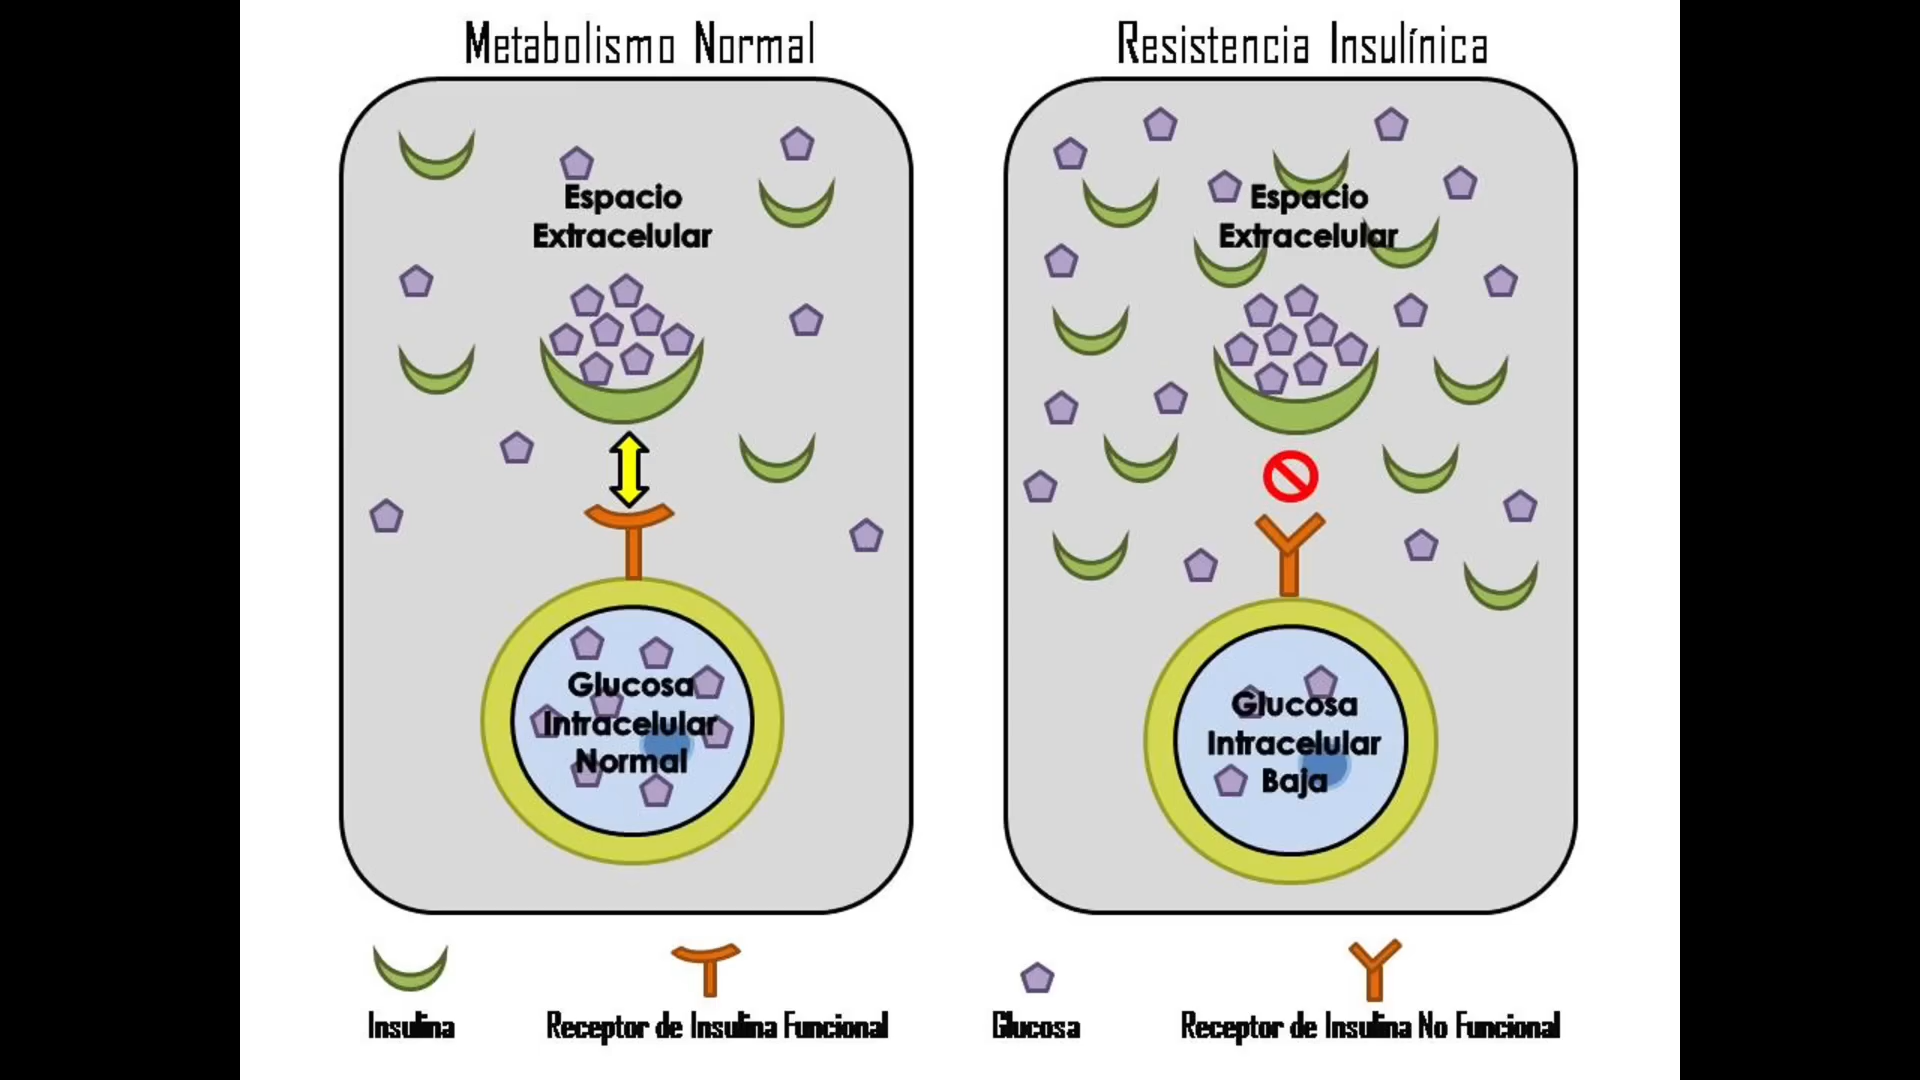 Metabolismo Normal
Resistencia Insulínica
Espacio
Extracelular
Glucosa
Intracelular
Normal
Espacio
Extracelular
Glucosa
Intracelular
Baja
Insulina
Receptor de Insulina Funcional
Glucosa
Receptor de Insulina No Funcional